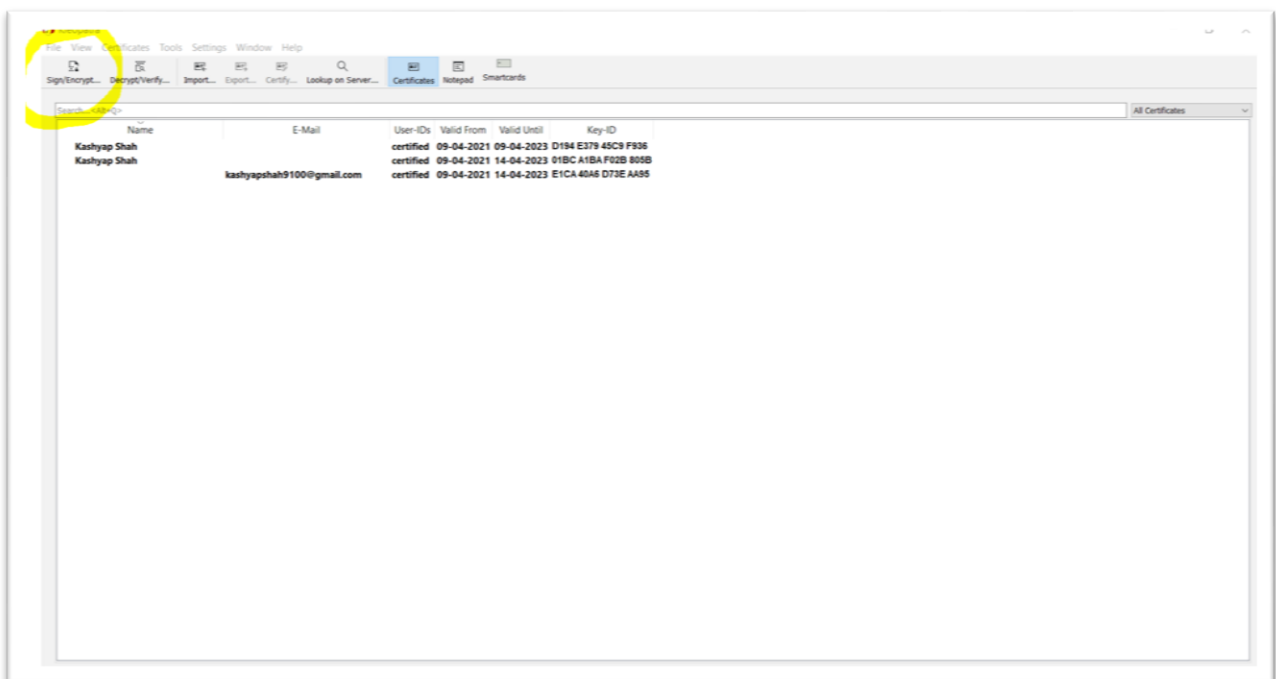 Kleopatra
File View Certificates Tools Settings Window Help
Sign/Encrypt... Decrypt/Verify... Import... Export... Certify... Lookup on Server... Certificates Notepad Smartcards
Search...<Alt+Q> All Certificates
Name E-Mail User-IDs Valid From Valid Until Key-ID
Kashyap Shah certified 09-04-2021 09-04-2023 D194 E379 45C9 F936
Kashyap Shah certified 09-04-2021 14-04-2023 01BC A1BA F02B 805B
kashyapshah9100@gmail.com certified 09-04-2021 14-04-2023 E1CA 40A6 D73E AA95